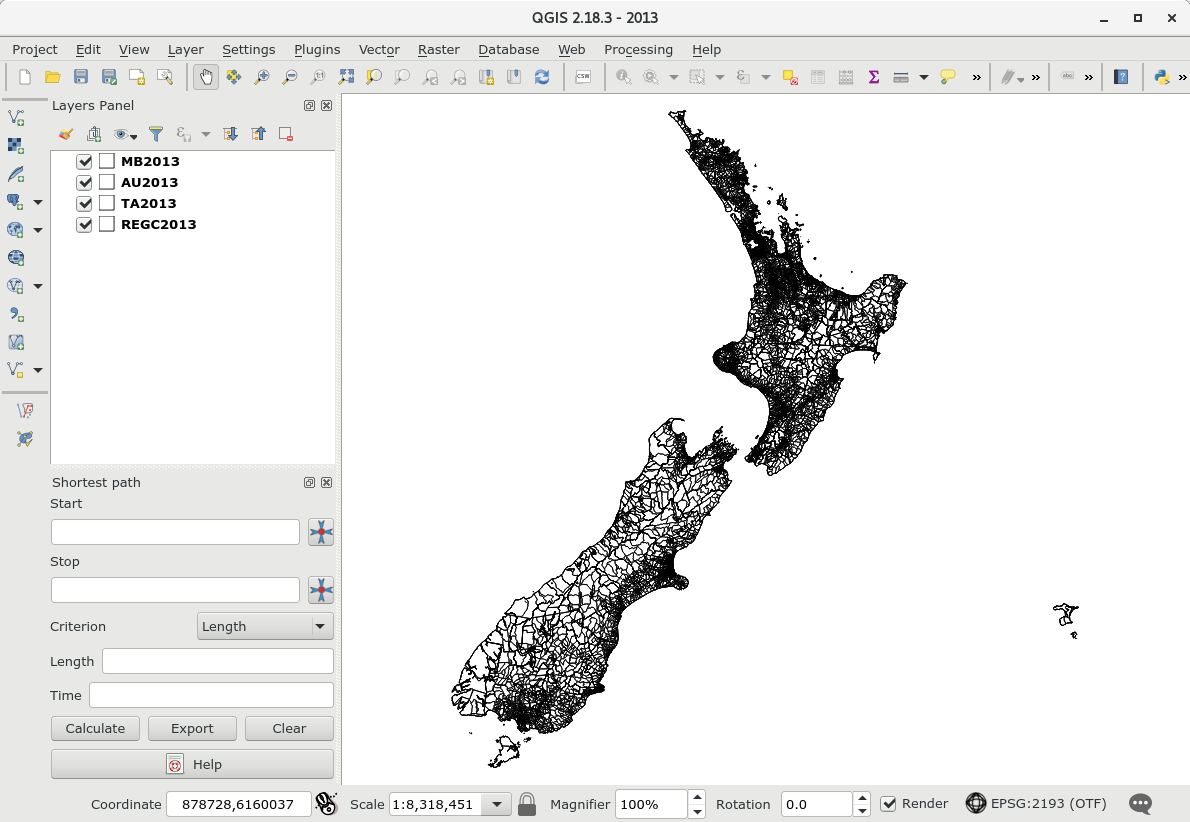 QGIS 2.18.3 - 2013
Project Edit View Layer Settings Plugins Vector Raster Database Web Processing Help
CSW
abc
Layers Panel
MB2013
AU2013
TA2013
REGC2013
Shortest path
Start
Stop
Criterion Length
Length
Time
Calculate Export Clear
Help
Coordinate 878728,6160037 Scale 1:8,318,451 Magnifier 100% Rotation 0.0 Render EPSG:2193 (OTF)